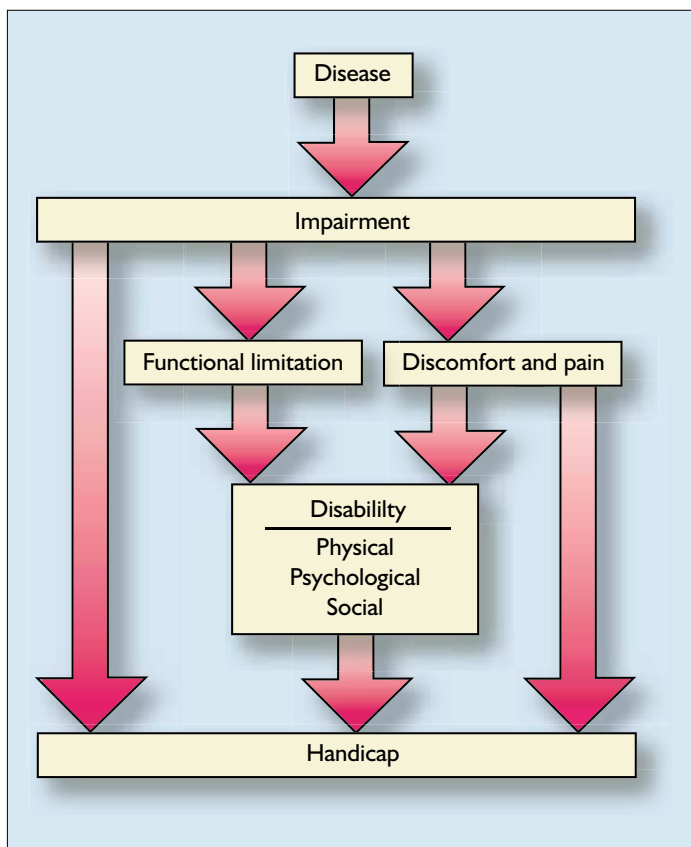 Disease
Impairment
Functional limitation
Discomfort and pain
Disabililty
Physical
Psychological
Social
Handicap